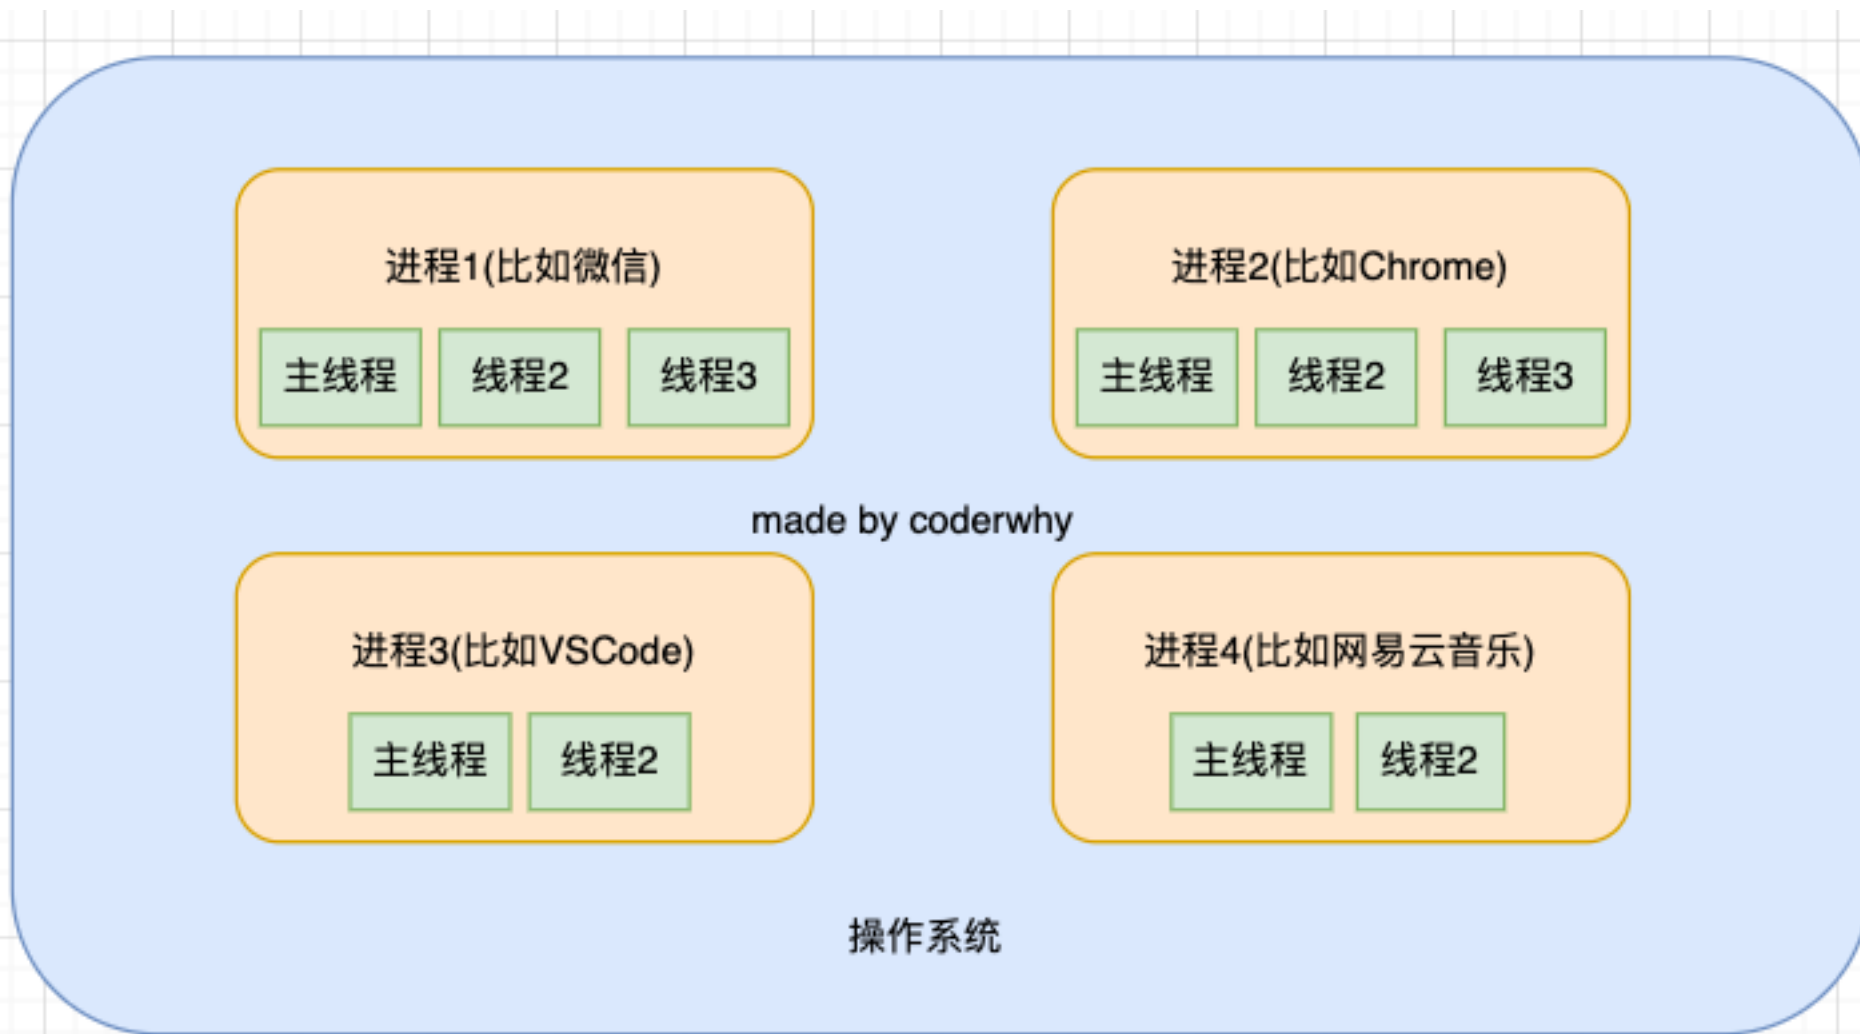 进程1(比如微信)
主线程 线程2 线程3
进程2(比如Chrome)
主线程 线程2 线程3
made by coderwhy
进程3(比如VSCode)
主线程 线程2
进程4(比如网易云音乐)
主线程 线程2
操作系统